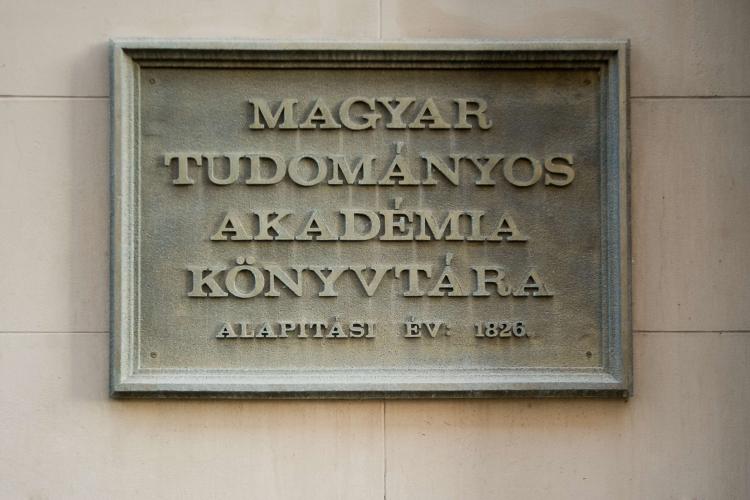 MAGYAR
TUDOMÁNYOS
AKADÉMIA
KÖNYVTÁRA
ALAPITÁSI ÉV: 1826.